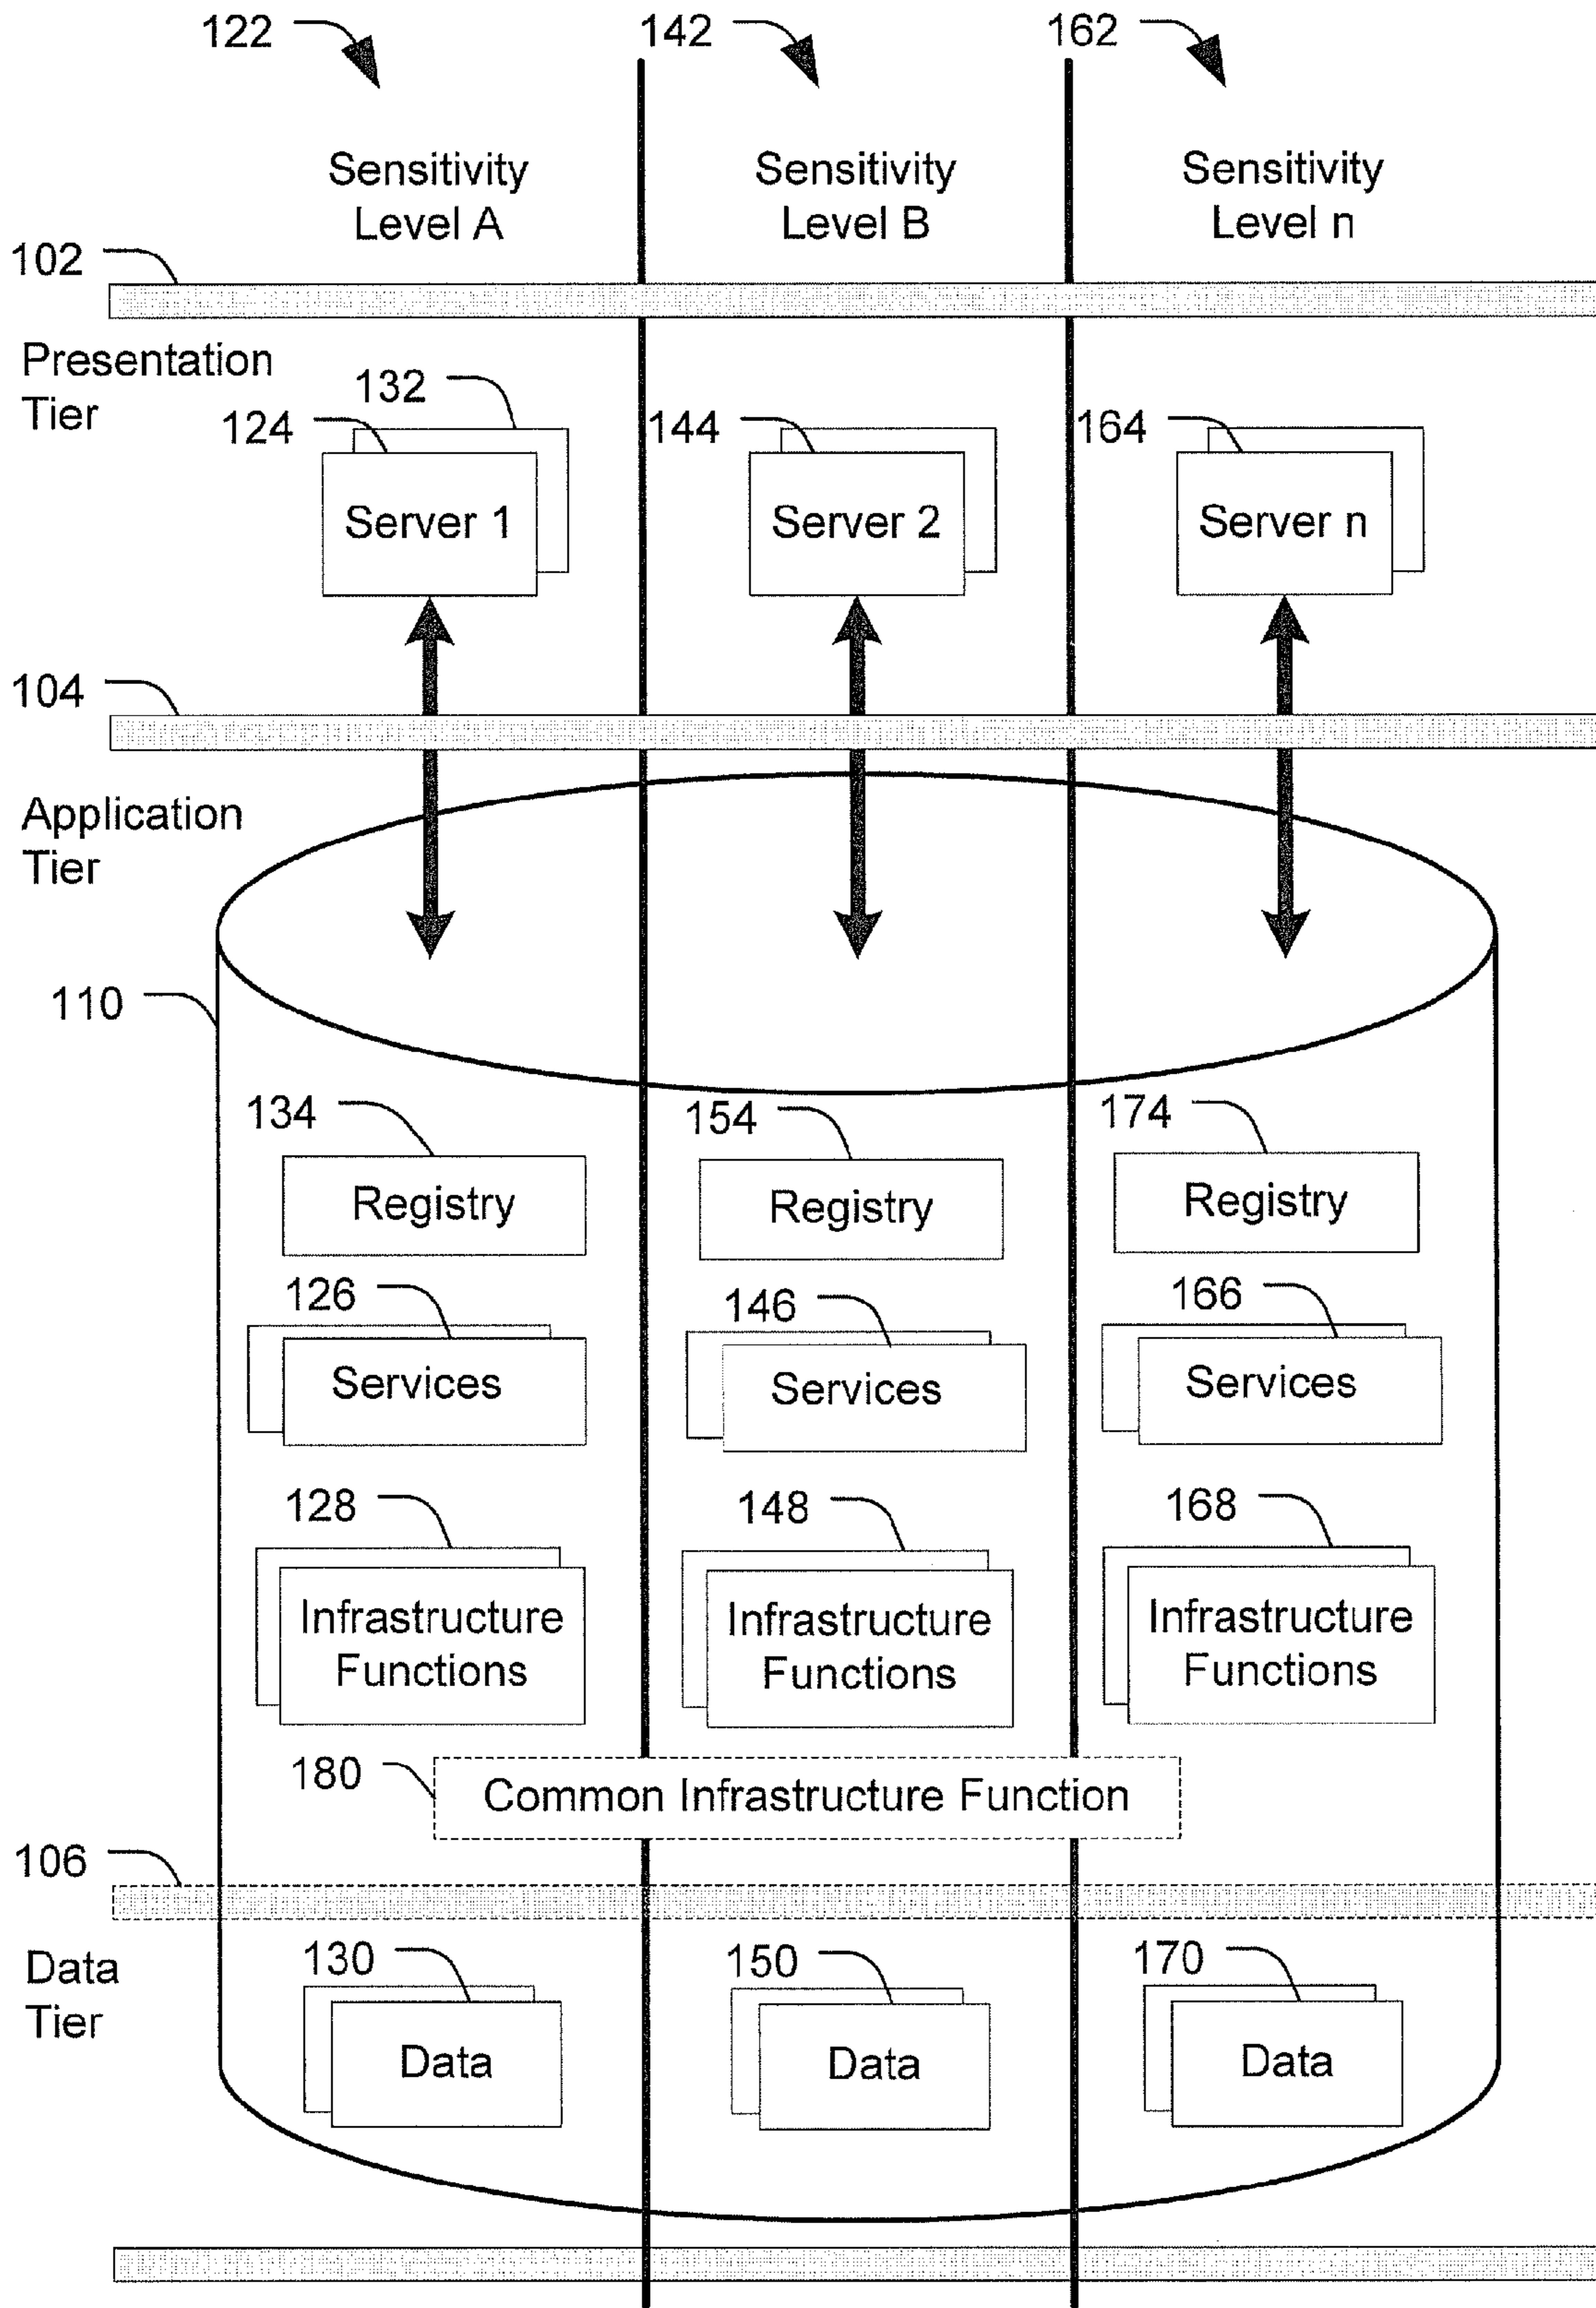 122
142
162
Sensitivity
Level A
Sensitivity
Level B
Sensitivity
Level n
102
Presentation
Tier
132
124
144
164
Server 1
Server 2
Server n
104
Application
Tier
110
134
154
174
Registry
Registry
Registry
126
146
166
Services
Services
Services
128
148
168
Infrastructure
Functions
Infrastructure
Functions
Infrastructure
Functions
180
Common Infrastructure Function
106
Data
Tier
130
150
170
Data
Data
Data